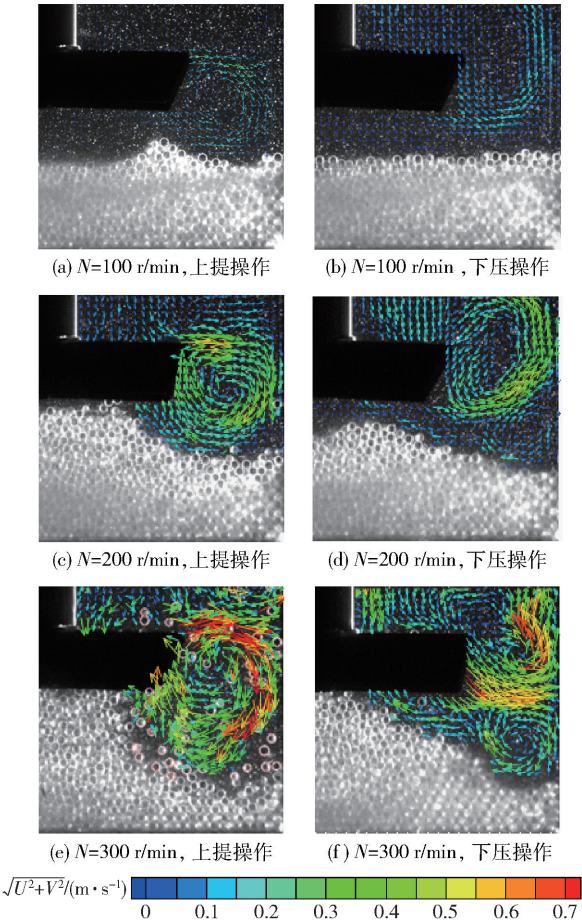 (a) N=100 r/min,上提操作
(b) N=100 r/min ,下压操作
(c) N=200 r/min,上提操作
(d) N=200 r/min,下压操作
(e) N=300 r/min, 上提操作
(f) N=300 r/min, 下压操作
√U²+V²/(m·s⁻¹)
0 0.1 0.2 0.3 0.4 0.5 0.6 0.7